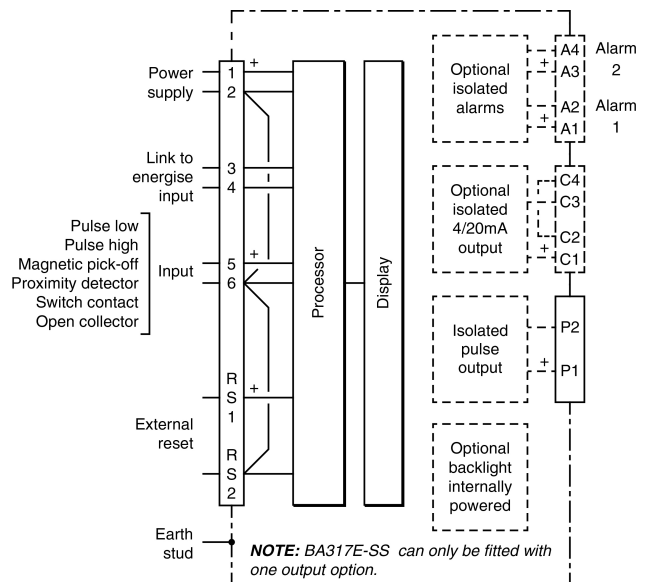 Power
supply
1
2
+
Link to
energise
input
3
4
Pulse low
Pulse high
Magnetic pick-off
Proximity detector
Switch contact
Open collector
Input
5
6
+
External
reset
R
S
1
+
R
S
2
Earth
stud
Processor
Display
Optional
isolated
alarms
+
+
A4
A3
A2
A1
Alarm
2
Alarm
1
Optional
isolated
4/20mA
output
+
C4
C3
C2
C1
Isolated
pulse
output
+
P2
P1
Optional
backlight
internally
powered
NOTE: BA317E-SS can only be fitted with
one output option.